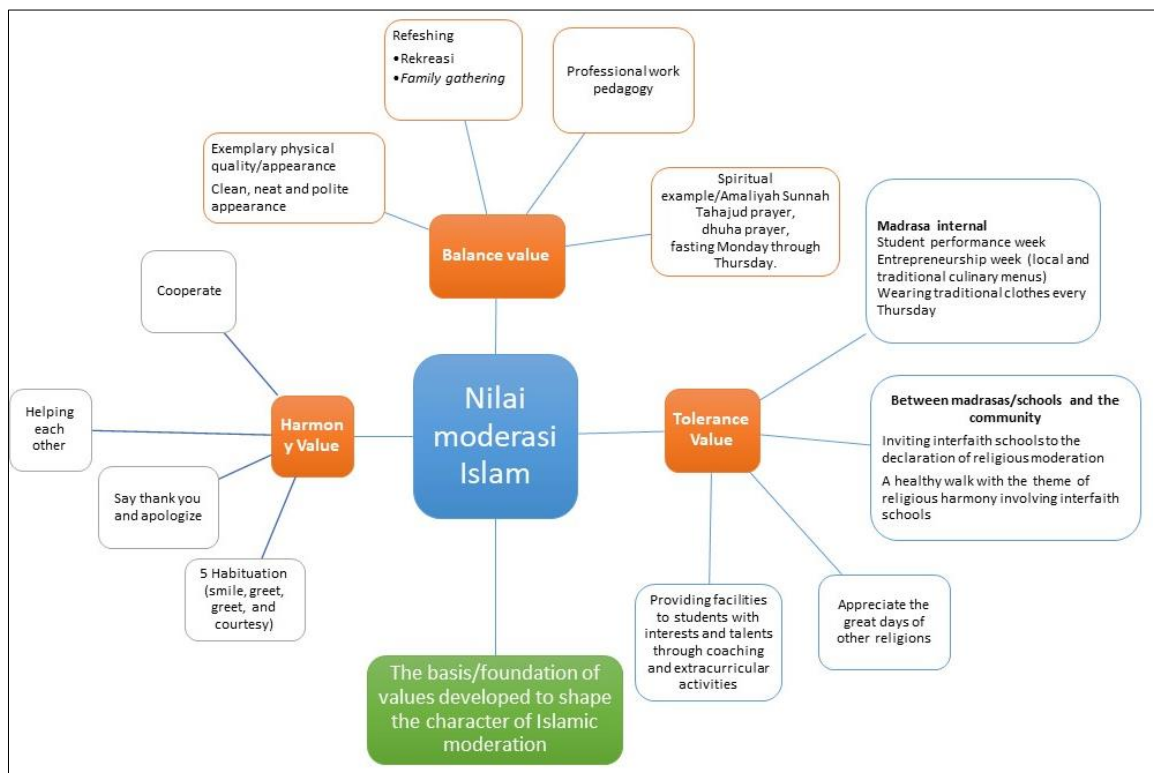 Refeshing
•Rekreasi
•Family gathering
Professional work
pedagogy
Exemplary physical
quality/appearance
Clean, neat and polite
appearance
Spiritual
example/Amaliyah Sunnah
Tahajud prayer,
dhuha prayer,
fasting Monday through
Thursday.
Balance value
Madrasa internal
Student performance week
Entrepreneurship week (local and
traditional culinary menus)
Wearing traditional clothes every
Thursday
Cooperate
Helping
each
other
Harmon
y Value
Nilai
moderasi
Islam
Tolerance
Value
Between madrasas/schools and the
community
Inviting interfaith schools to the
declaration of religious moderation
A healthy walk with the theme of
religious harmony involving interfaith
schools
Say thank you
and apologize
5 Habituation
(smile, greet,
greet, and
courtesy)
Providing facilities
to students with
interests and talents
through coaching
and extracurricular
activities
Appreciate the
great days of
other religions
The basis/foundation of
values developed to shape
the character of Islamic
moderation